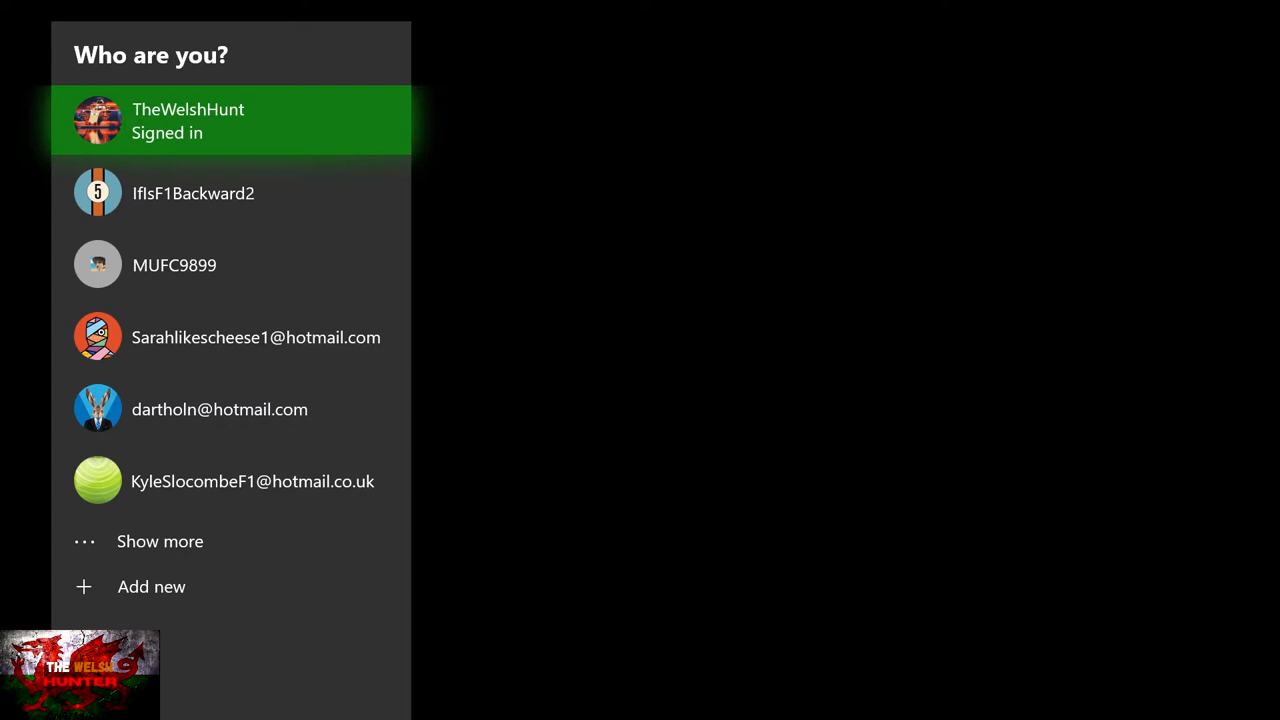 Who are you?
TheWelshHunt
Signed in
5
IfIsF1Backward2
MUFC9899
Sarahlikescheese1@hotmail.com
dartholn@hotmail.com
KyleSlocombeF1@hotmail.co.uk
Show more
Add new
THE WELSH
HUNTER